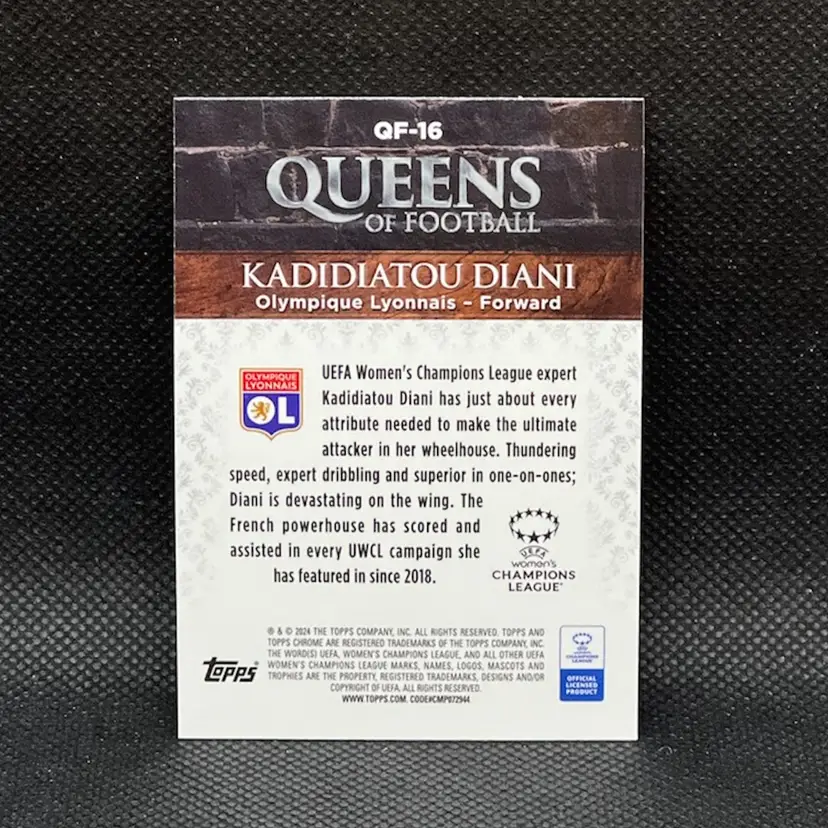 QF-16
QUEENS
OF FOOTBALL
KADIDIATOU DIANI
Olympique Lyonnais - Forward
OLYMPIQUE
LYONNAIS
OL
UEFA Women's Champions League expert
Kadidiatou Diani has just about every
attribute needed to make the ultimate
attacker in her wheelhouse. Thundering
speed, expert dribbling and superior in one-on-ones;
Diani is devastating on the wing. The
French powerhouse has scored and
assisted in every UWCL campaign she
has featured in since 2018.
UEFA
women's
CHAMPIONS
LEAGUE
topps
® & © 2024 THE TOPPS COMPANY, INC. ALL RIGHTS RESERVED. TOPPS AND
TOPPS CHROME ARE REGISTERED TRADEMARKS OF THE TOPPS COMPANY, INC.
THE WORD(S) UEFA, WOMEN'S CHAMPIONS LEAGUE, AND ALL OTHER UEFA
WOMEN'S CHAMPIONS LEAGUE MARKS, NAMES, LOGOS, MASCOTS AND
TROPHIES ARE THE PROPERTY, REGISTERED TRADEMARKS, DESIGNS AND/OR
COPYRIGHT OF UEFA. ALL RIGHTS RESERVED.
WWW.TOPPS.COM. CODE#CMP072944
CHAMPIONS
LEAGUE
OFFICIAL
LICENSED
PRODUCT